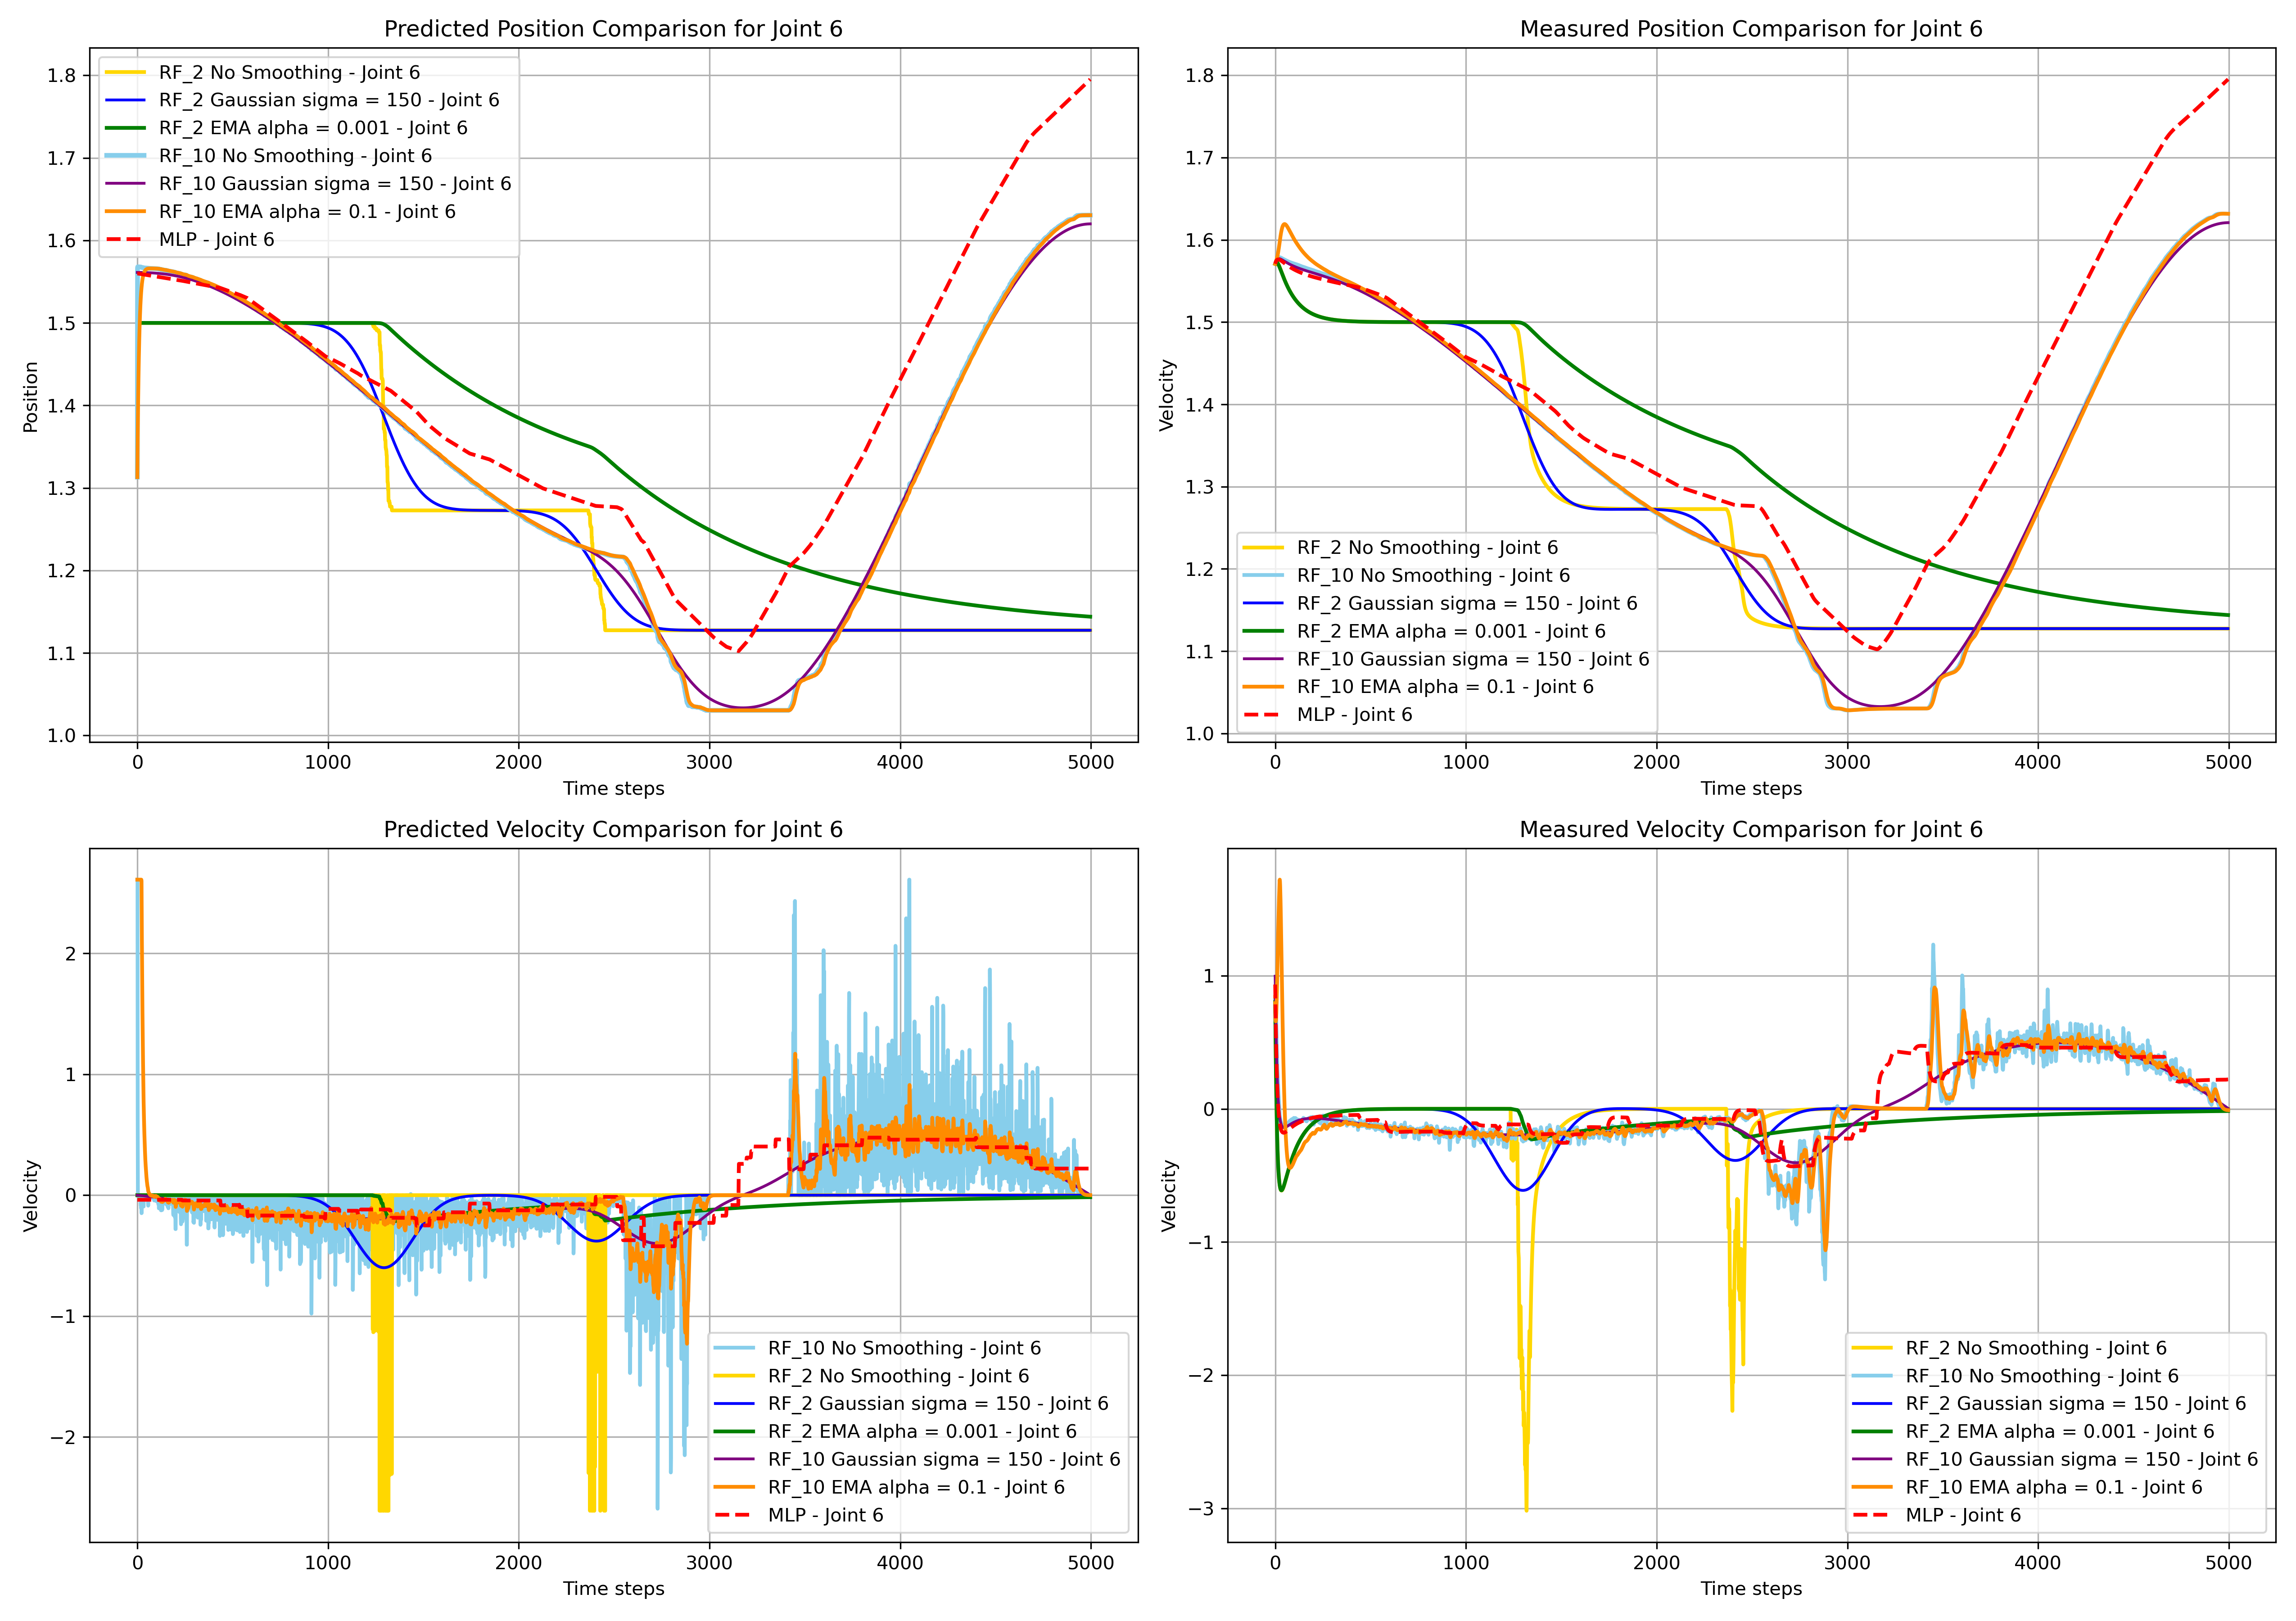 Predicted Position Comparison for Joint 6
Position
1.8
1.7
1.6
1.5
1.4
1.3
1.2
1.1
1.0
RF_2 No Smoothing - Joint 6
RF_2 Gaussian sigma = 150 - Joint 6
RF_2 EMA alpha = 0.001 - Joint 6
RF_10 No Smoothing - Joint 6
RF_10 Gaussian sigma = 150 - Joint 6
RF_10 EMA alpha = 0.1 - Joint 6
MLP - Joint 6
0 1000 2000 3000 4000 5000
Time steps
Measured Position Comparison for Joint 6
Velocity
1.8
1.7
1.6
1.5
1.4
1.3
1.2
1.1
1.0
RF_2 No Smoothing - Joint 6
RF_10 No Smoothing - Joint 6
RF_2 Gaussian sigma = 150 - Joint 6
RF_2 EMA alpha = 0.001 - Joint 6
RF_10 Gaussian sigma = 150 - Joint 6
RF_10 EMA alpha = 0.1 - Joint 6
MLP - Joint 6
0 1000 2000 3000 4000 5000
Time steps
Predicted Velocity Comparison for Joint 6
Velocity
2
1
0
−1
−2
RF_10 No Smoothing - Joint 6
RF_2 No Smoothing - Joint 6
RF_2 Gaussian sigma = 150 - Joint 6
RF_2 EMA alpha = 0.001 - Joint 6
RF_10 Gaussian sigma = 150 - Joint 6
RF_10 EMA alpha = 0.1 - Joint 6
MLP - Joint 6
0 1000 2000 3000 4000 5000
Time steps
Measured Velocity Comparison for Joint 6
Velocity
1
0
−1
−2
−3
RF_2 No Smoothing - Joint 6
RF_10 No Smoothing - Joint 6
RF_2 Gaussian sigma = 150 - Joint 6
RF_2 EMA alpha = 0.001 - Joint 6
RF_10 Gaussian sigma = 150 - Joint 6
RF_10 EMA alpha = 0.1 - Joint 6
MLP - Joint 6
0 1000 2000 3000 4000 5000
Time steps